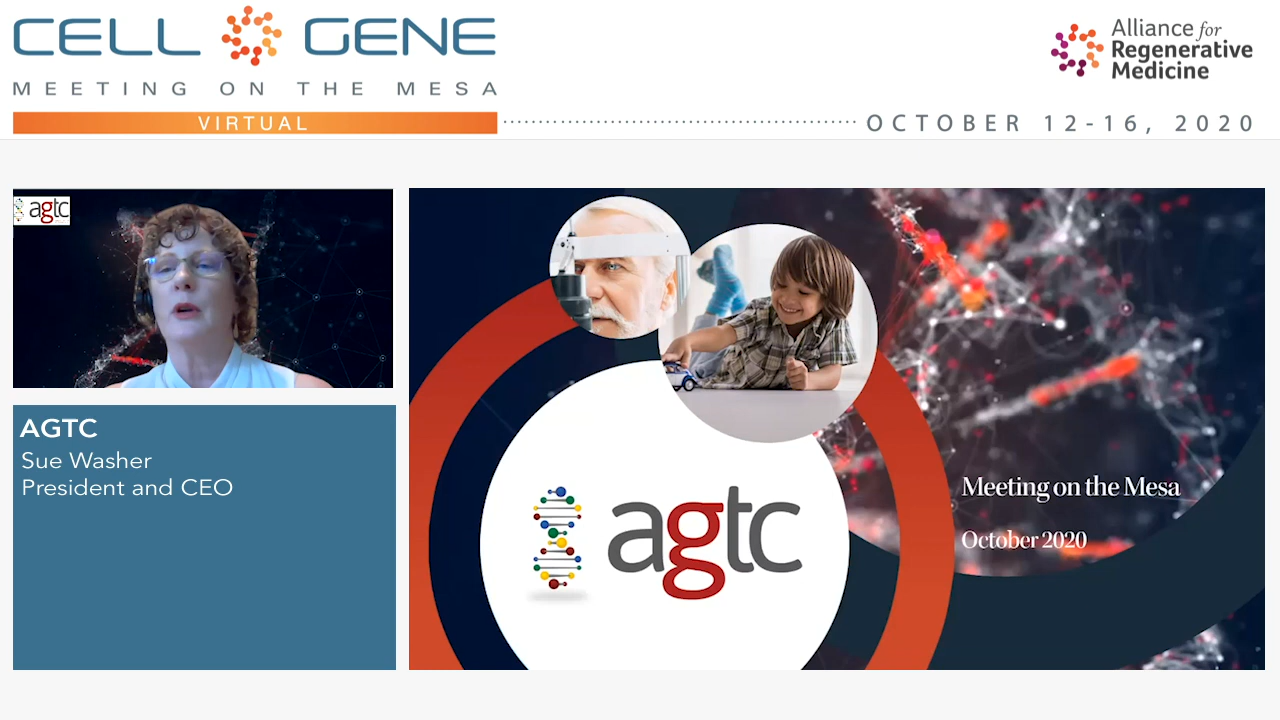 CELL GENE
MEETING ON THE MESA
VIRTUAL
Alliance for
Regenerative
Medicine
OCTOBER 12-16, 2020
agtc
AGTC
Sue Washer
President and CEO
agtc
Meeting on the Mesa
October 2020